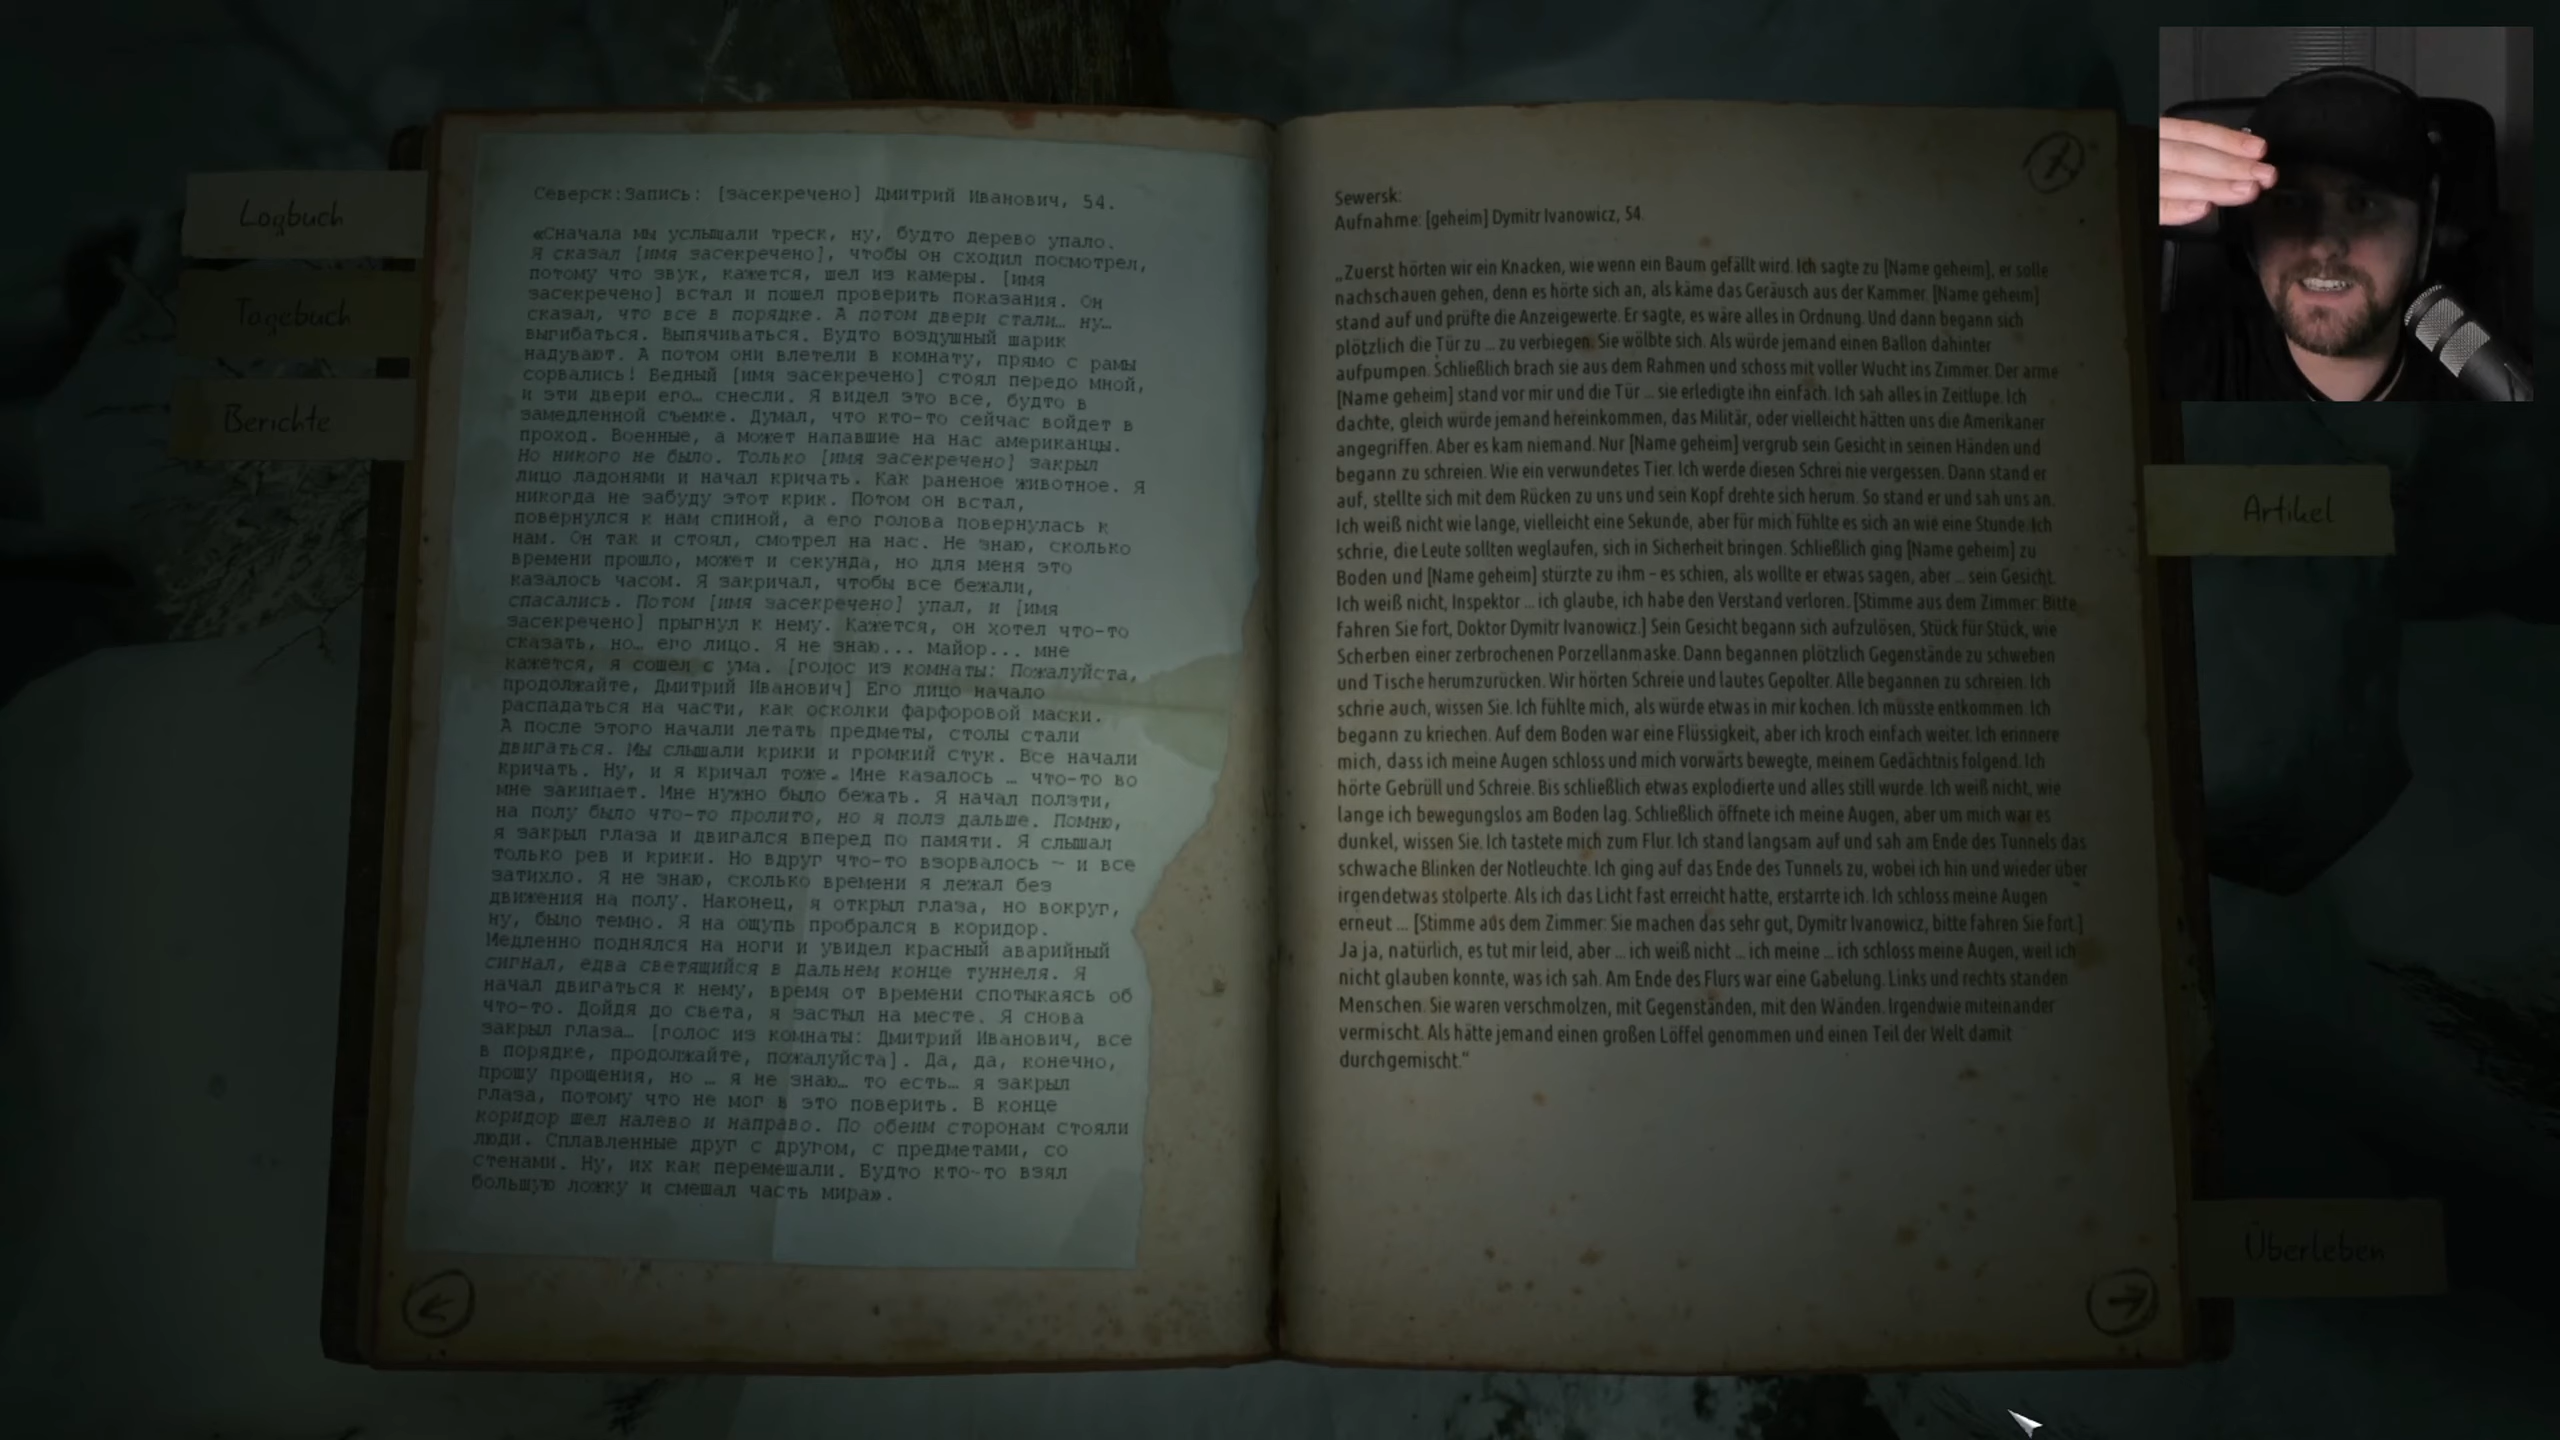 Logbuch
Tagebuch
Berichte
Северск:Запись: [засекречено] Дмитрий Иванович, 54.
«Сначала мы услышали треск, ну, будто дерево упало.
Я сказал [имя засекречено], чтобы он сходил посмотрел,
потому что звук, кажется, шел из камеры. [имя
засекречено] встал и пошел проверить показания. Он
сказал, что все в порядке. А потом двери стали… ну…
выгибаться. Выпячиваться. Будто воздушный шарик
надувают. А потом они влетели в комнату, прямо с рамы
сорвались! Бедный [имя засекречено] стоял передо мной,
и эти двери его… снесли. Я видел это все, будто в
замедленной съемке. Думал, что кто-то сейчас войдет в
проход. Военные, а может напавшие на нас американцы.
Но никого не было. Только [имя засекречено] закрыл
лицо ладонями и начал кричать. Как раненое животное. Я
никогда не забуду этот крик. Потом он встал,
повернулся к нам спиной, а его голова повернулась к
нам. Он так и стоял, смотрел на нас. Не знаю, сколько
времени прошло, может и секунда, но для меня это
казалось часом. Я закричал, чтобы все бежали,
спасались. Потом [имя засекречено] упал, и [имя
засекречено] прыгнул к нему. Кажется, он хотел что-то
сказать, но… его лицо. Я не знаю... майор... мне
кажется, я сошел с ума. [голос из комнаты: Пожалуйста,
продолжайте, Дмитрий Иванович] Его лицо начало
распадаться на части, как осколки фарфоровой маски.
А после этого начали летать предметы, столы стали
двигаться. Мы слышали крики и громкий стук. Все начали
кричать. Ну, и я кричал тоже. Мне казалось … что-то во
мне закипает. Мне нужно было бежать. Я начал ползти,
на полу было что-то пролито, но я полз дальше. Помню,
я закрыл глаза и двигался вперед по памяти. Я слышал
только рев и крики. Но вдруг что-то взорвалось – и все
затихло. Я не знаю, сколько времени я лежал без
движения на полу. Наконец, я открыл глаза, но вокруг,
ну, было темно. Я на ощупь пробрался в коридор.
Медленно поднялся на ноги и увидел красный аварийный
сигнал, едва светящийся в дальнем конце туннеля. Я
начал двигаться к нему, время от времени спотыкаясь об
что-то. Дойдя до света, я застыл на месте. Я снова
закрыл глаза… [голос из комнаты: Дмитрий Иванович, все
в порядке, продолжайте, пожалуйста]. Да, да, конечно,
прошу прощения, но … я не знаю… то есть… я закрыл
глаза, потому что не мог в это поверить. В конце
коридор шел налево и направо. По обеим сторонам стояли
люди. Сплавленные друг с другом, с предметами, со
стенами. Ну, их как перемешали. Будто кто-то взял
большую ложку и смешал часть мира».
Sewersk:
Aufnahme: [geheim] Dymitr Ivanowicz, 54.
„Zuerst hörten wir ein Knacken, wie wenn ein Baum gefällt wird. Ich sagte zu [Name geheim], er solle
nachschauen gehen, denn es hörte sich an, als käme das Geräusch aus der Kammer. [Name geheim]
stand auf und prüfte die Anzeigewerte. Er sagte, es wäre alles in Ordnung. Und dann begann sich
plötzlich die Tür zu ... zu verbiegen. Sie wölbte sich. Als würde jemand einen Ballon dahinter
aufpumpen. Schließlich brach sie aus dem Rahmen und schoss mit voller Wucht ins Zimmer. Der arme
[Name geheim] stand vor mir und die Tür ... sie erledigte ihn einfach. Ich sah alles in Zeitlupe. Ich
dachte, gleich würde jemand hereinkommen, das Militär, oder vielleicht hätten uns die Amerikaner
angegriffen. Aber es kam niemand. Nur [Name geheim] vergrub sein Gesicht in seinen Händen und
begann zu schreien. Wie ein verwundetes Tier. Ich werde diesen Schrei nie vergessen. Dann stand er
auf, stellte sich mit dem Rücken zu uns und sein Kopf drehte sich herum. So stand er und sah uns an.
Ich weiß nicht wie lange, vielleicht eine Sekunde, aber für mich fühlte es sich an wie eine Stunde. Ich
schrie, die Leute sollten weglaufen, sich in Sicherheit bringen. Schließlich ging [Name geheim] zu
Boden und [Name geheim] stürzte zu ihm – es schien, als wollte er etwas sagen, aber ... sein Gesicht.
Ich weiß nicht, Inspektor ... ich glaube, ich habe den Verstand verloren. [Stimme aus dem Zimmer: Bitte
fahren Sie fort, Doktor Dymitr Ivanowicz.] Sein Gesicht begann sich aufzulösen, Stück für Stück, wie
Scherben einer zerbrochenen Porzellanmaske. Dann begannen plötzlich Gegenstände zu schweben
und Tische herumzurücken. Wir hörten Schreie und lautes Gepolter. Alle begannen zu schreien. Ich
schrie auch, wissen Sie. Ich fühlte mich, als würde etwas in mir kochen. Ich müsste entkommen. Ich
begann zu kriechen. Auf dem Boden war eine Flüssigkeit, aber ich kroch einfach weiter. Ich erinnere
mich, dass ich meine Augen schloss und mich vorwärts bewegte, meinem Gedächtnis folgend. Ich
hörte Gebrüll und Schreie. Bis schließlich etwas explodierte und alles still wurde. Ich weiß nicht, wie
lange ich bewegungslos am Boden lag. Schließlich öffnete ich meine Augen, aber um mich war es
dunkel, wissen Sie. Ich tastete mich zum Flur. Ich stand langsam auf und sah am Ende des Tunnels das
schwache Blinken der Notleuchte. Ich ging auf das Ende des Tunnels zu, wobei ich hin und wieder über
irgendetwas stolperte. Als ich das Licht fast erreicht hatte, erstarrte ich. Ich schloss meine Augen
erneut ... [Stimme aus dem Zimmer: Sie machen das sehr gut, Dymitr Ivanowicz, bitte fahren Sie fort.]
Ja ja, natürlich, es tut mir leid, aber ... ich weiß nicht ... ich meine ... ich schloss meine Augen, weil ich
nicht glauben konnte, was ich sah. Am Ende des Flurs war eine Gabelung. Links und rechts standen
Menschen. Sie waren verschmolzen, mit Gegenständen, mit den Wänden. Irgendwie miteinander
vermischt. Als hätte jemand einen großen Löffel genommen und einen Teil der Welt damit
durchgemischt.“
Artikel
Überleben